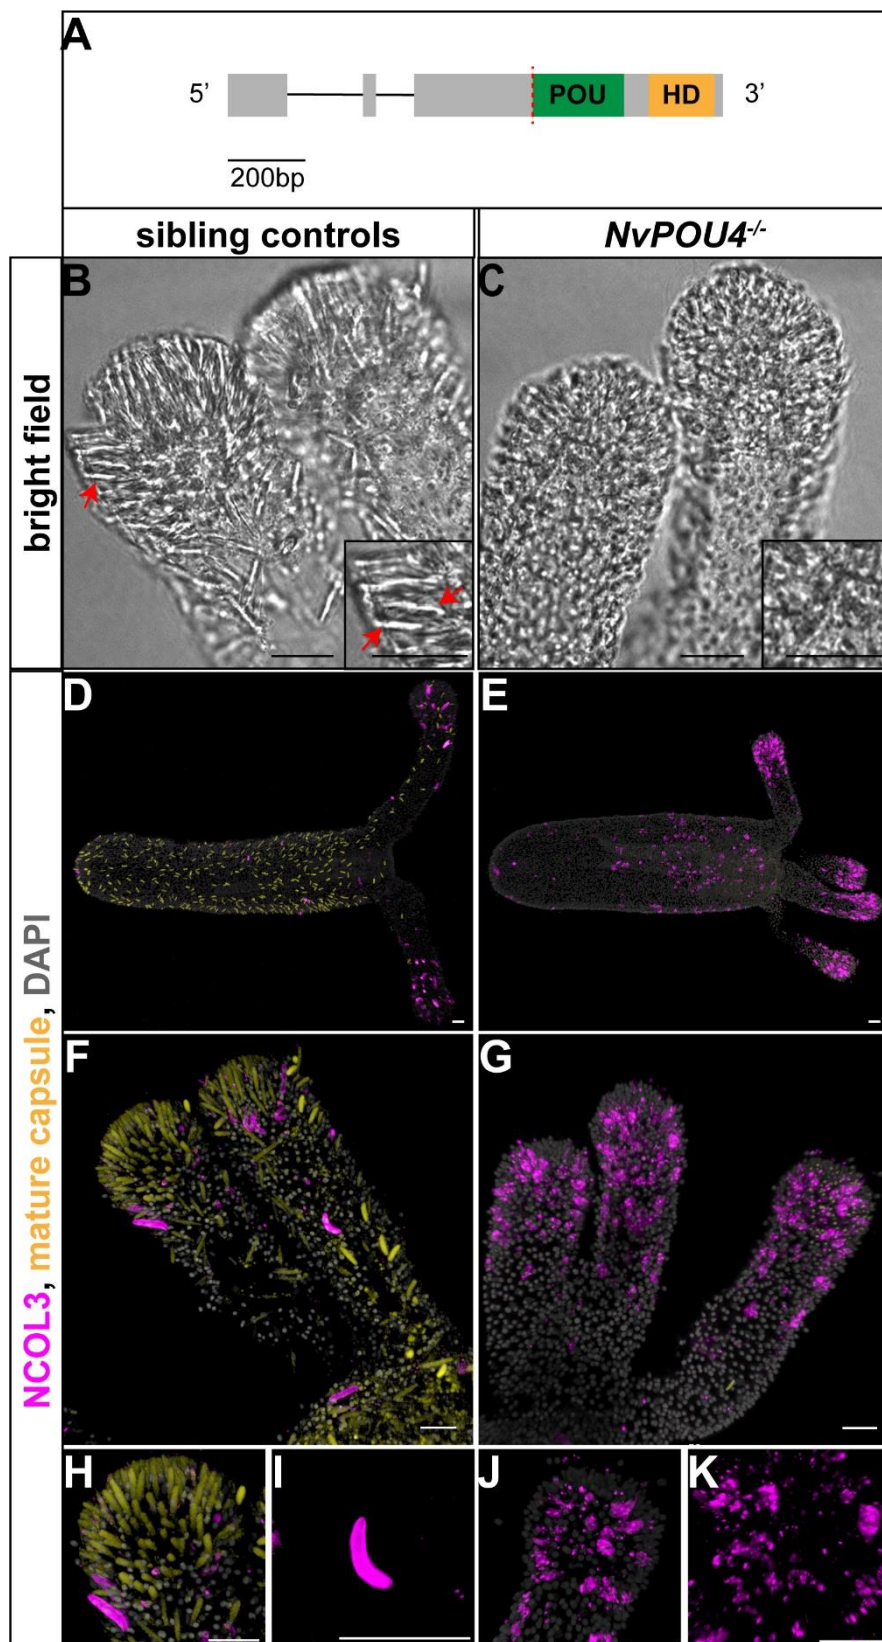 A
5’ POU HD 3’
200bp
sibling controls
NvPOU4-/-
bright field
B
C
NCOL3, mature capsule, DAPI
D
E
F
G
H
I
J
K